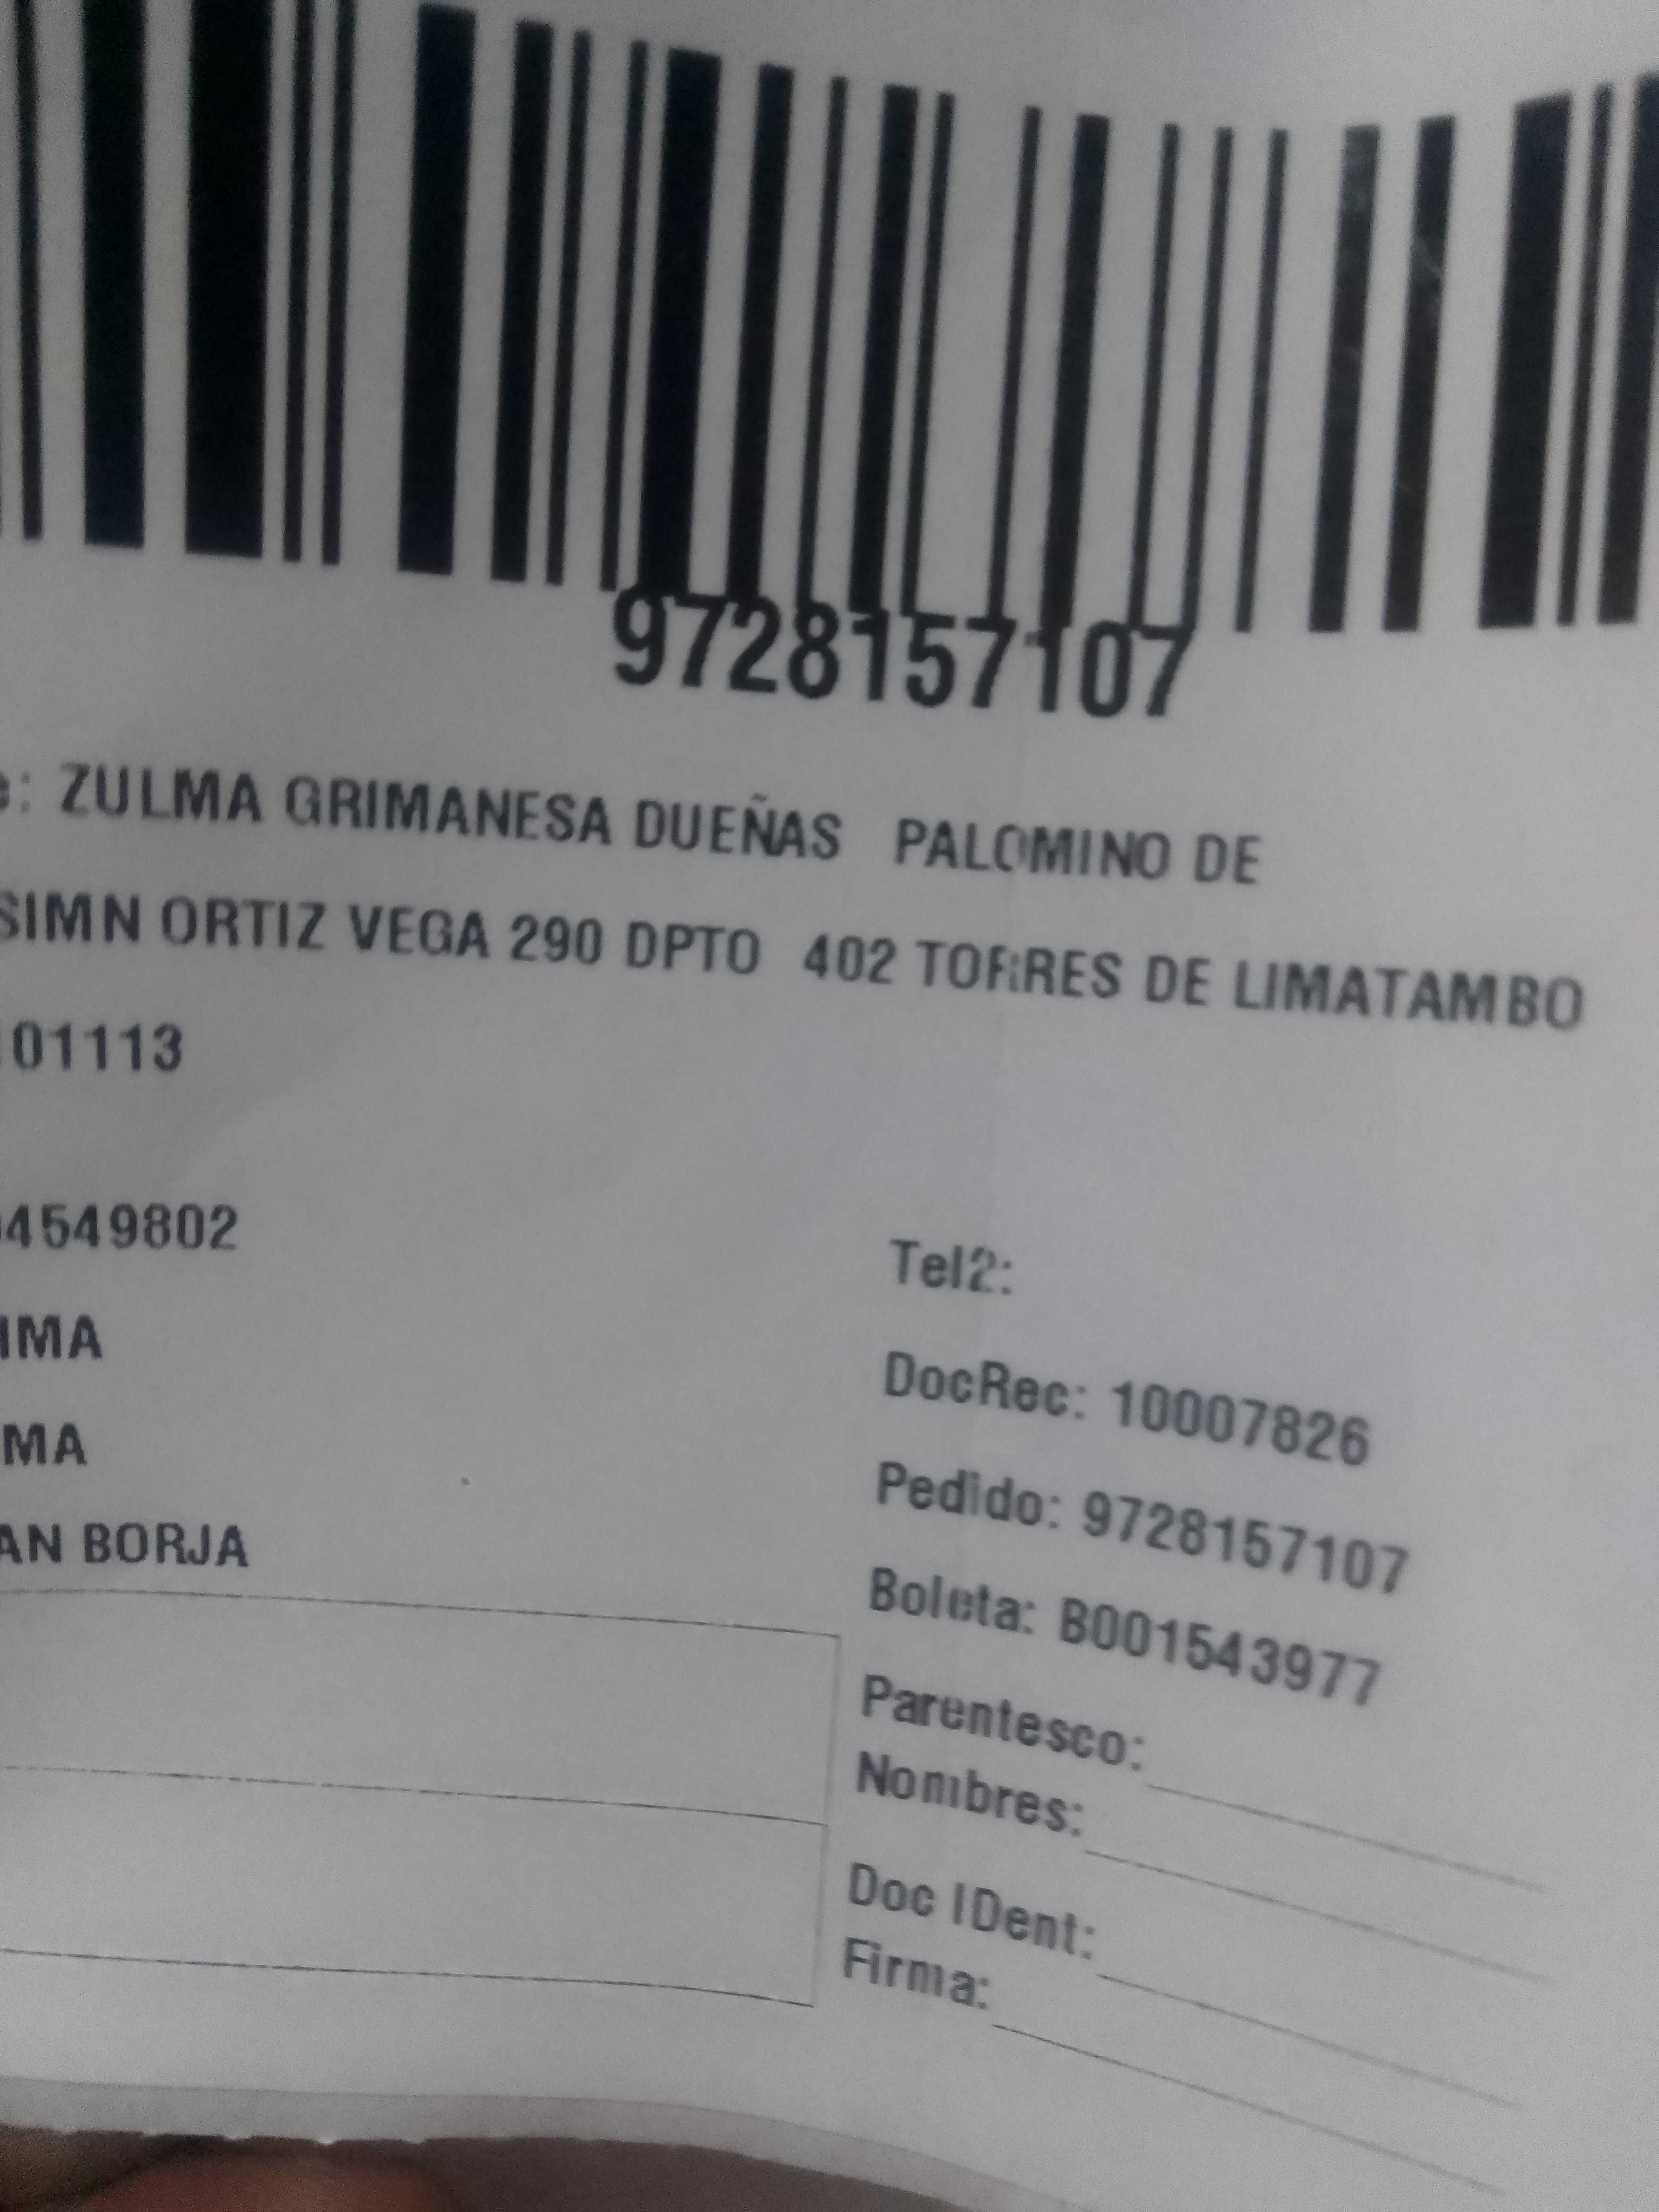 9728157107
: ZULMA GRIMANESA DUEÑAS PALOMINO DE
SIMN ORTIZ VEGA 290 DPTO 402 TORRES DE LIMATAMBO
01113
4549802
Tel2:
IMA
DocRec: 10007826
MA
Pedido: 9728157107
AN BORJA
Boleta: B001543977
Parentesco:
Nombres:
Doc IDent:
Firma: